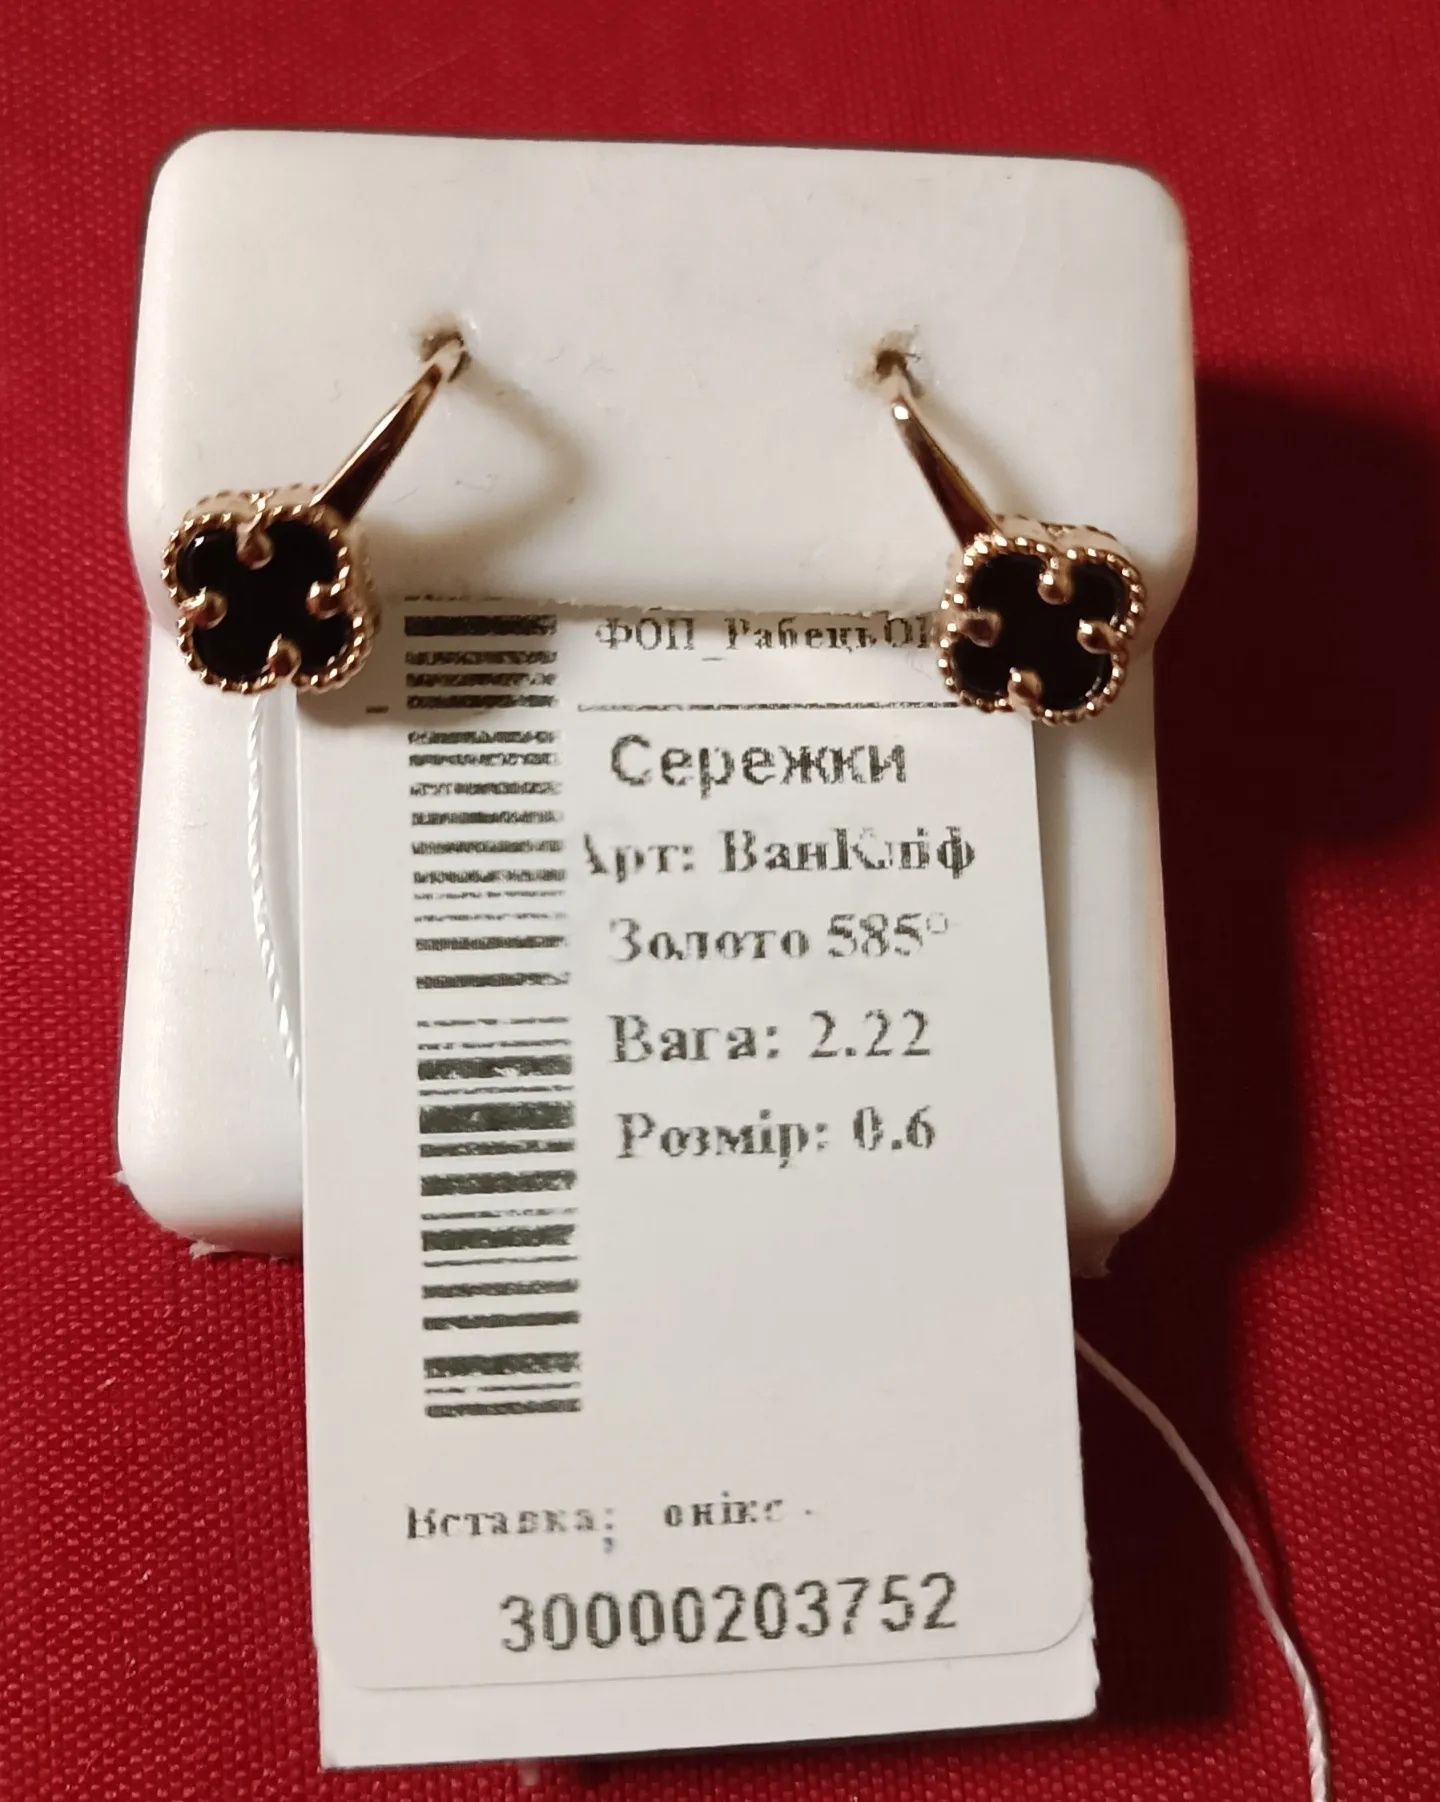 ФОП_Рабець
Сережки
Арт: ВанКліф
Золото 585°
Вага: 2.22
Розмір: 0.6
Вставка; онікс
30000203752